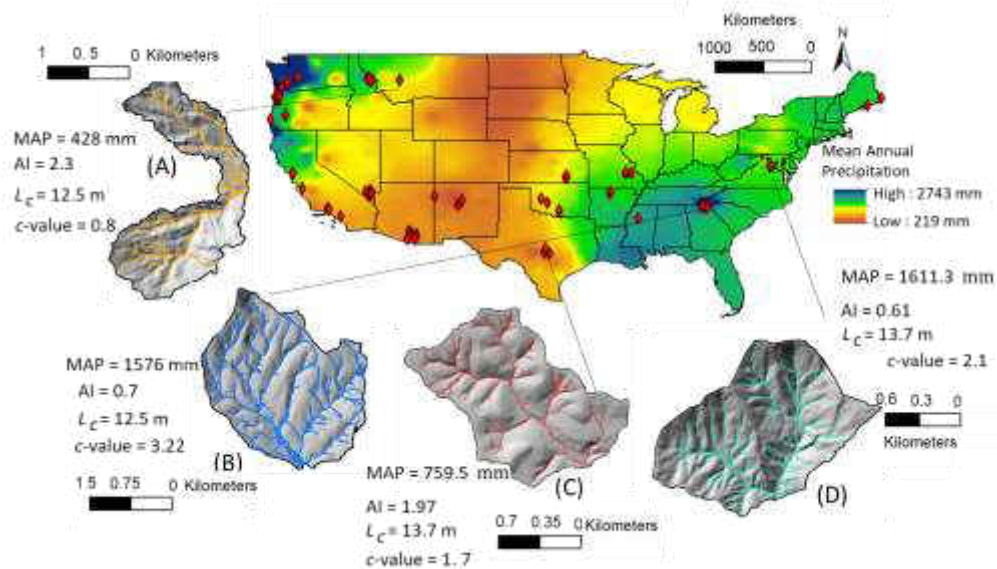 1 0.5 0 Kilometers
Kilometers
1000 500 0
N
MAP = 428 mm
(A)
AI = 2.3
Lc = 12.5 m
c-value = 0.8
Mean Annual
Precipitation
High : 2743 mm
Low : 219 mm
MAP = 1611.3 mm
AI = 0.61
Lc = 13.7 m
c-value = 2.1
0.6 0.3 0
Kilometers
(D)
MAP = 1576 mm
AI = 0.7
Lc = 12.5 m
c-value = 3.22
(B)
1.5 0.75 0 Kilometers
MAP = 759.5 mm
(C)
AI = 1.97
Lc = 13.7 m
c-value = 1. 7
0.7 0.35 0 Kilometers